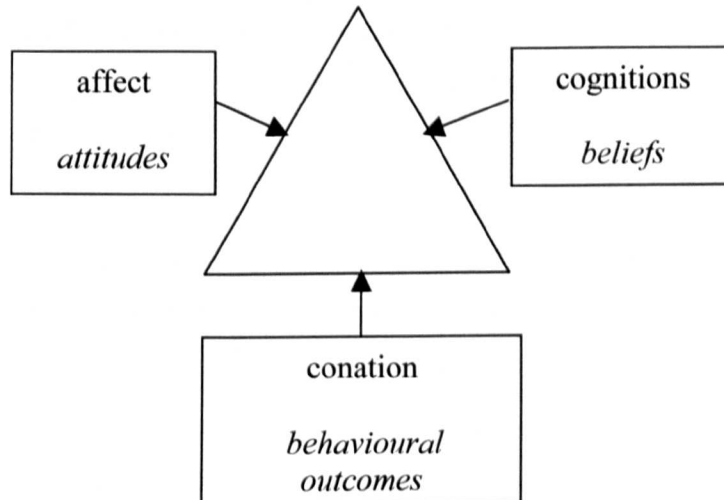 affect
attitudes
cognitions
beliefs
conation
behavioural
outcomes